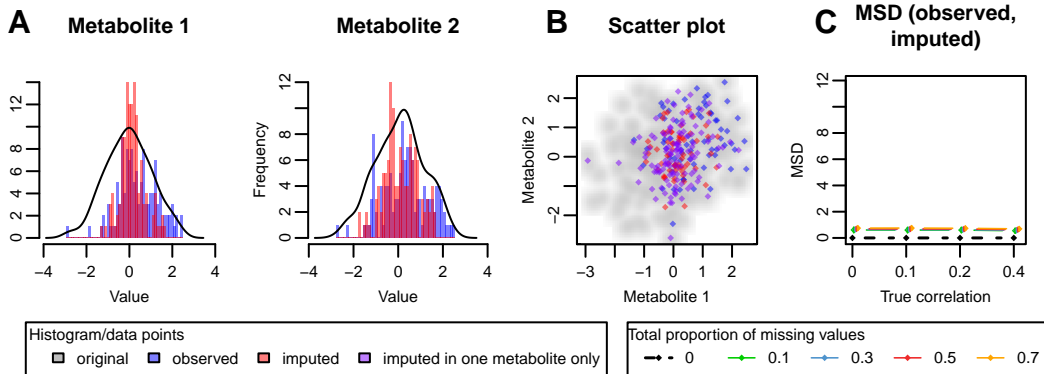 A
Metabolite 1
Metabolite 2
B
Scatter plot
C
MSD (observed,
imputed)
0 2 4 6 8 12
−4 −2 0 2 4
Value
Frequency
0 2 4 6 8 12
−4 −2 0 2 4
Value
Metabolite 2
−2 0 1 2
−3 −2 −1 0 1 2
Metabolite 1
MSD
0 2 4 6 8 12
0 0.1 0.2 0.4
True correlation
Histogram/data points
original observed imputed imputed in one metabolite only
Total proportion of missing values
0 0.1 0.3 0.5 0.7